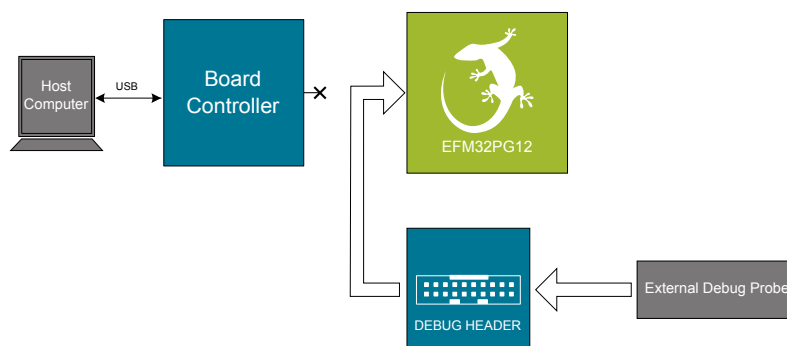 Host
Computer
USB
Board
Controller
EFM32PG12
DEBUG HEADER
External Debug Probe